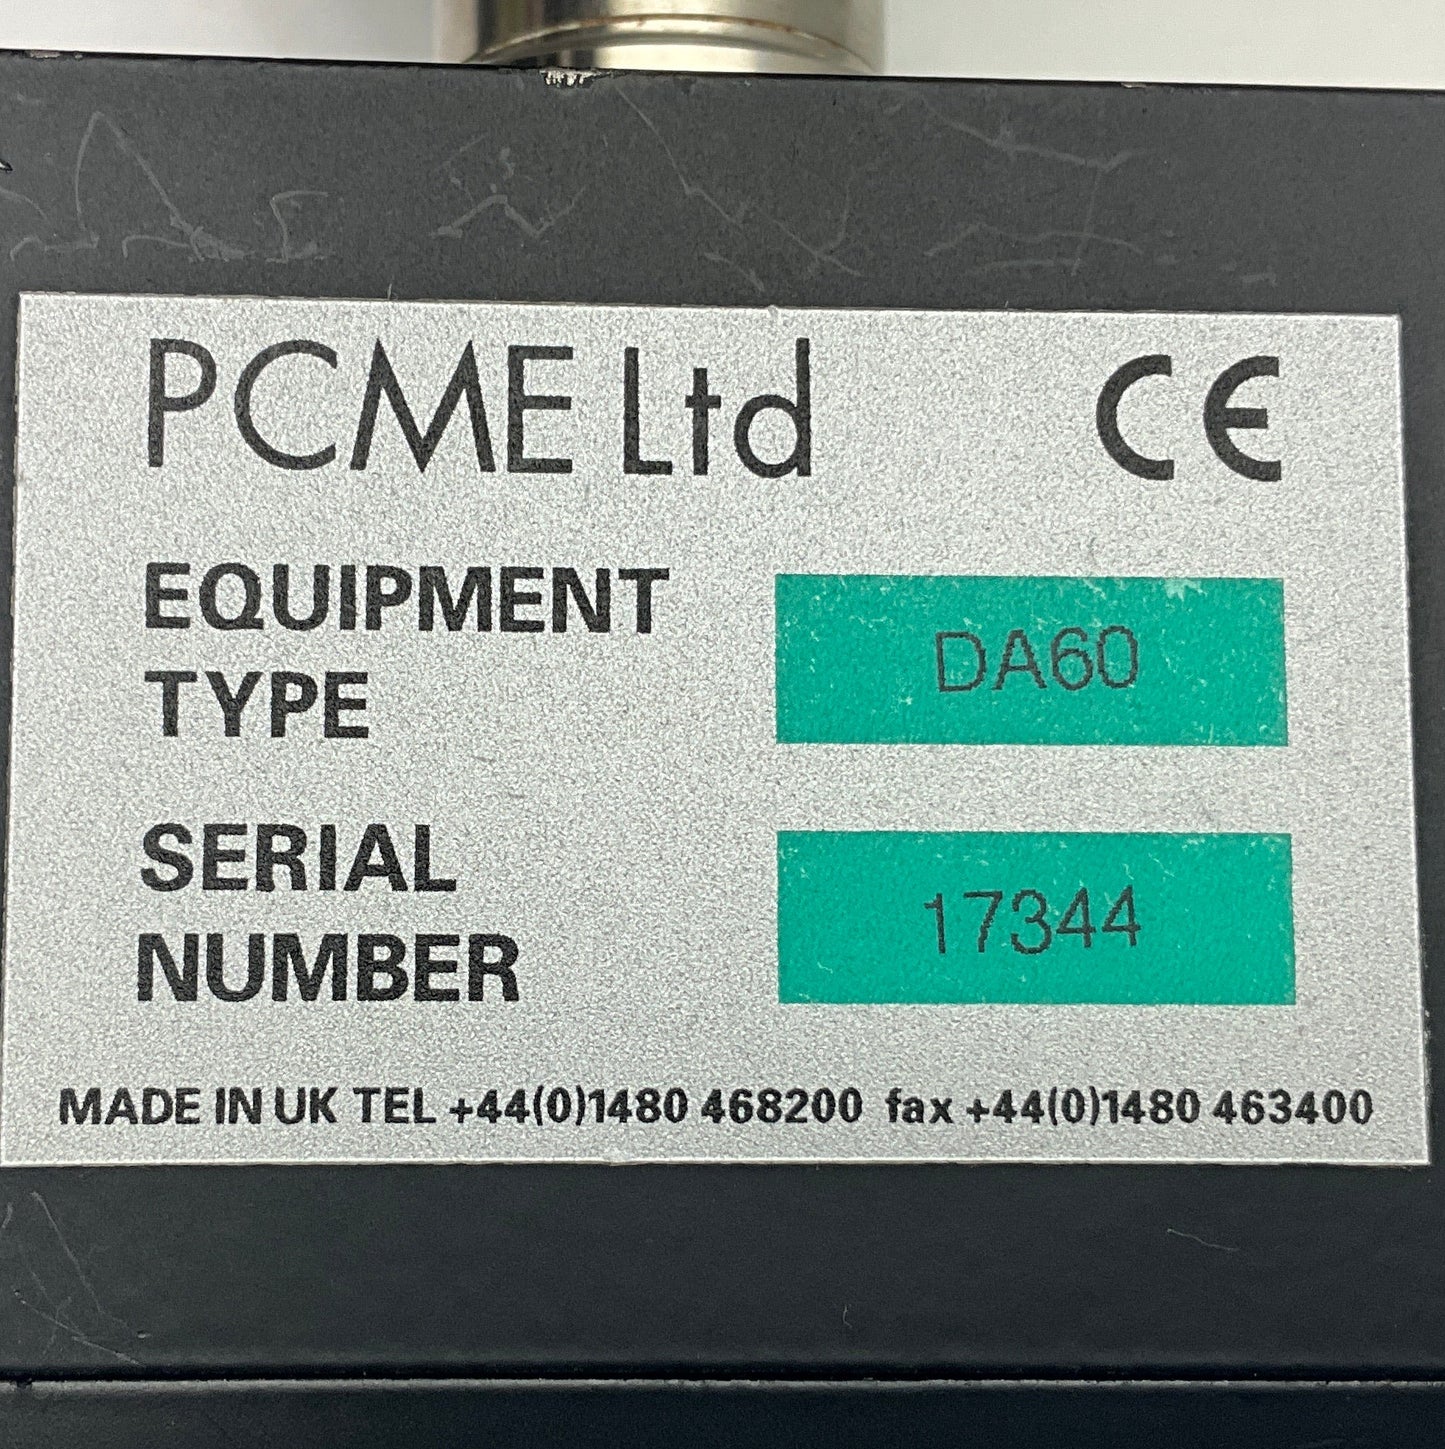 PCME Ltd CE
EQUIPMENT
TYPE
DA60
SERIAL
NUMBER
17344
MADE IN UK TEL +44(0)1480 468200 fax +44(0)1480 463400